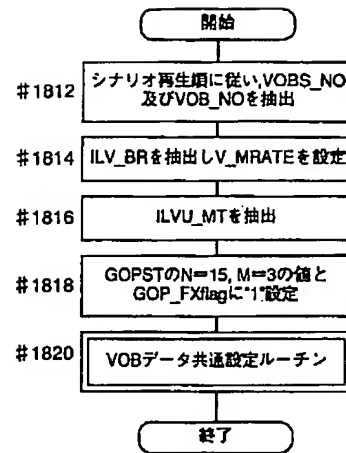 開始
#1812
シナリオ再生順に従い,VOBS_NO
及びVOB_NOを抽出
#1814
ILV_BRを抽出しV_MRATEを設定
#1816
ILVU_MTを抽出
#1818
GOPSTのN=15, M=3の値と
GOP_FXflagに"1"設定
#1820
VOBデータ共通設定ルーチン
終了